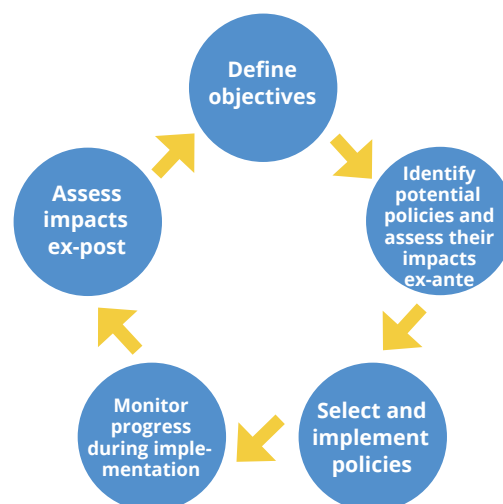 Define
objectives
Identify
potential
policies and
assess their
impacts
ex-ante
Select and
implement
policies
Monitor
progress
during imple-
mentation
Assess
impacts
ex-post